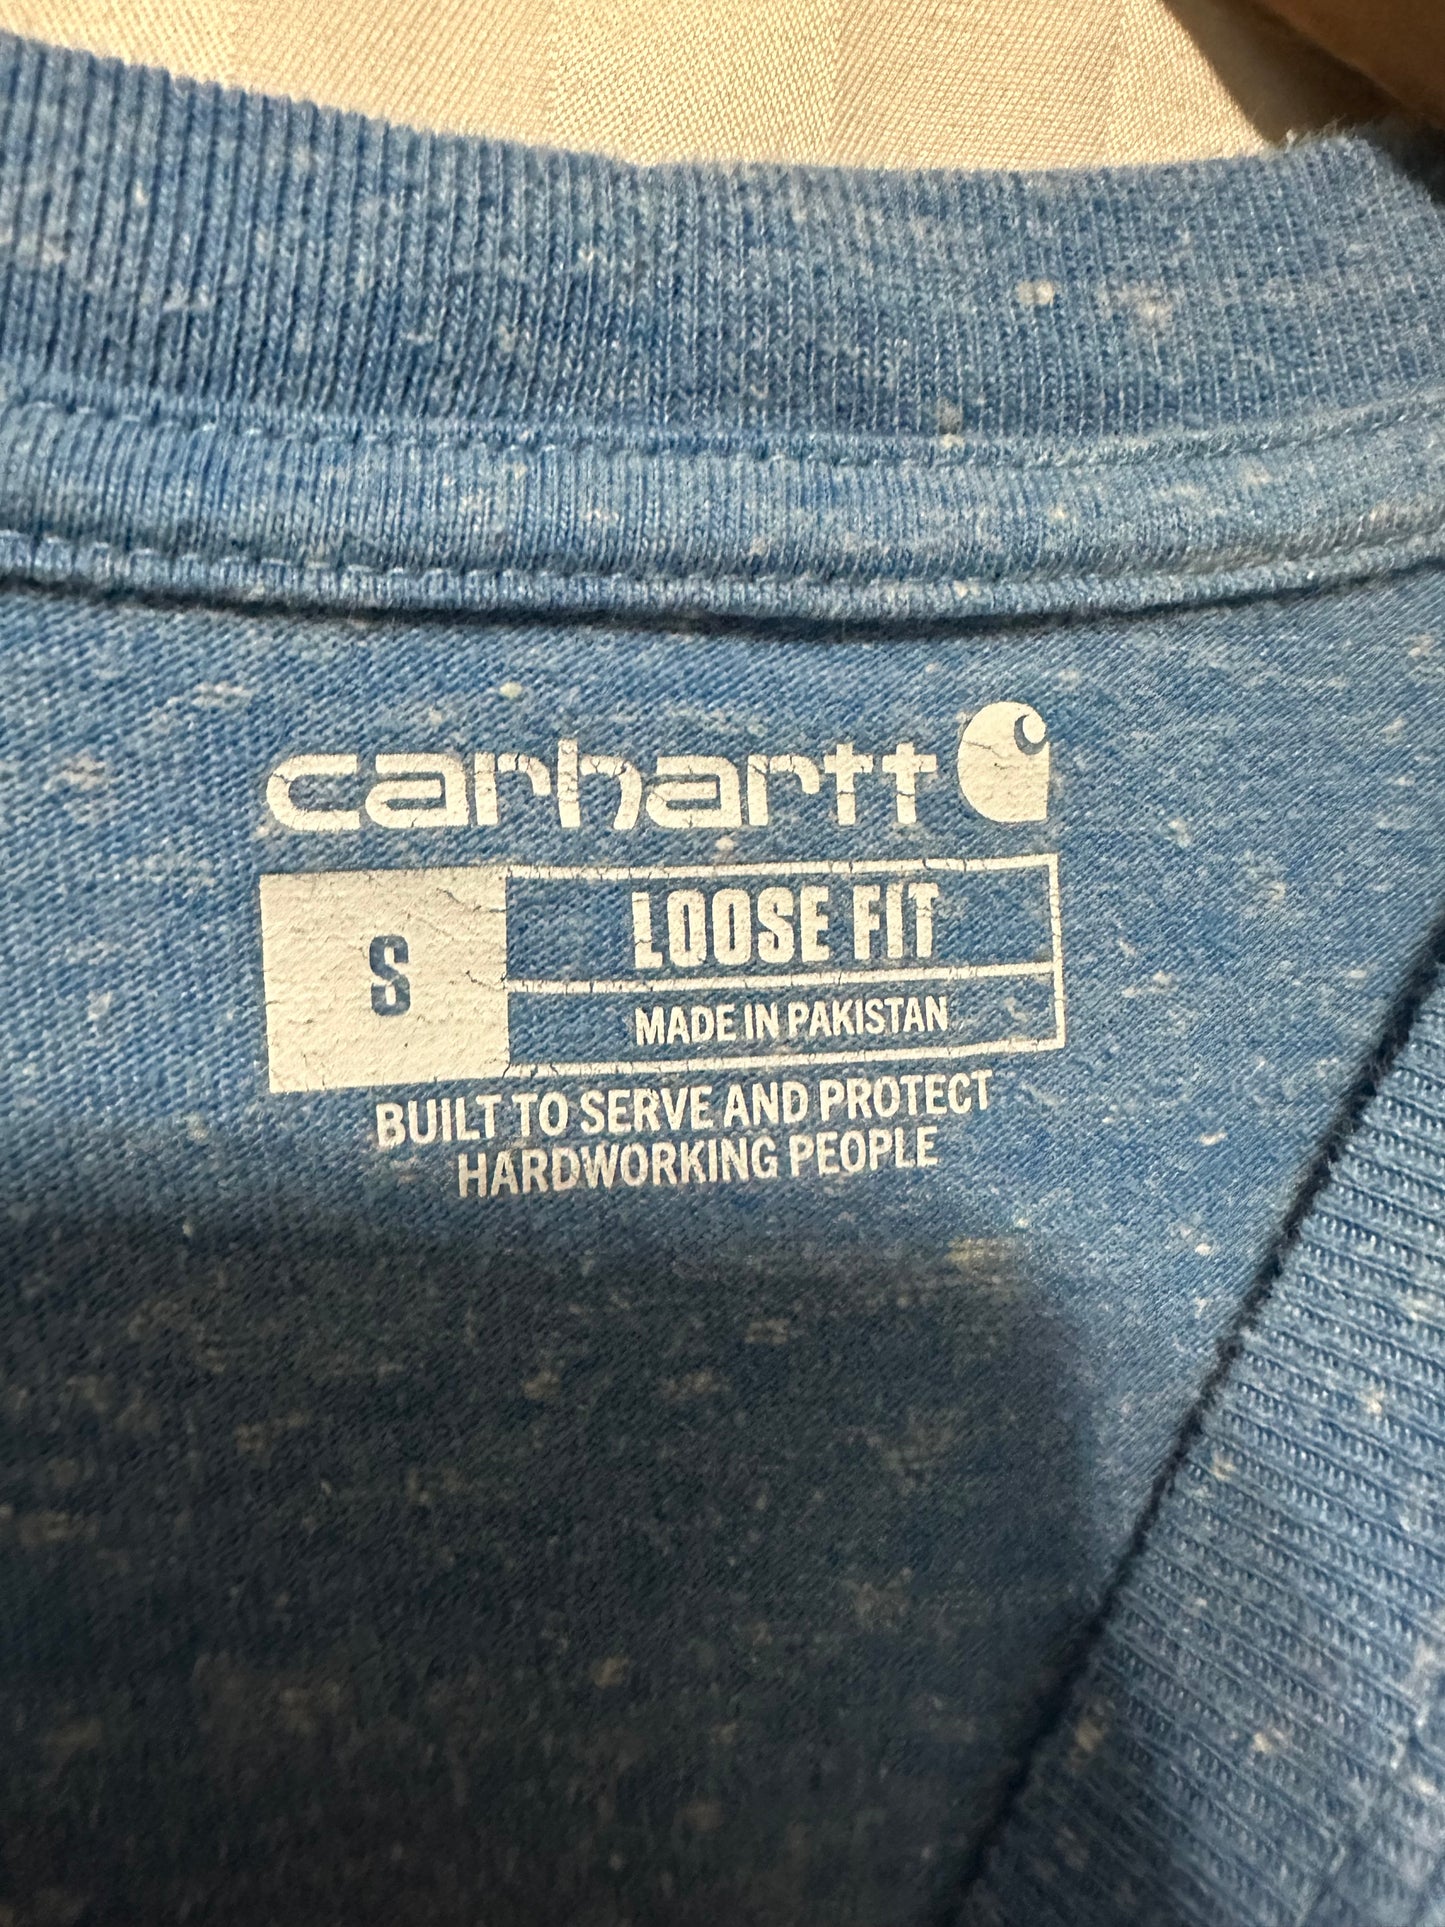 carhartt
S
LOOSE FIT
MADE IN PAKISTAN
BUILT TO SERVE AND PROTECT
HARDWORKING PEOPLE